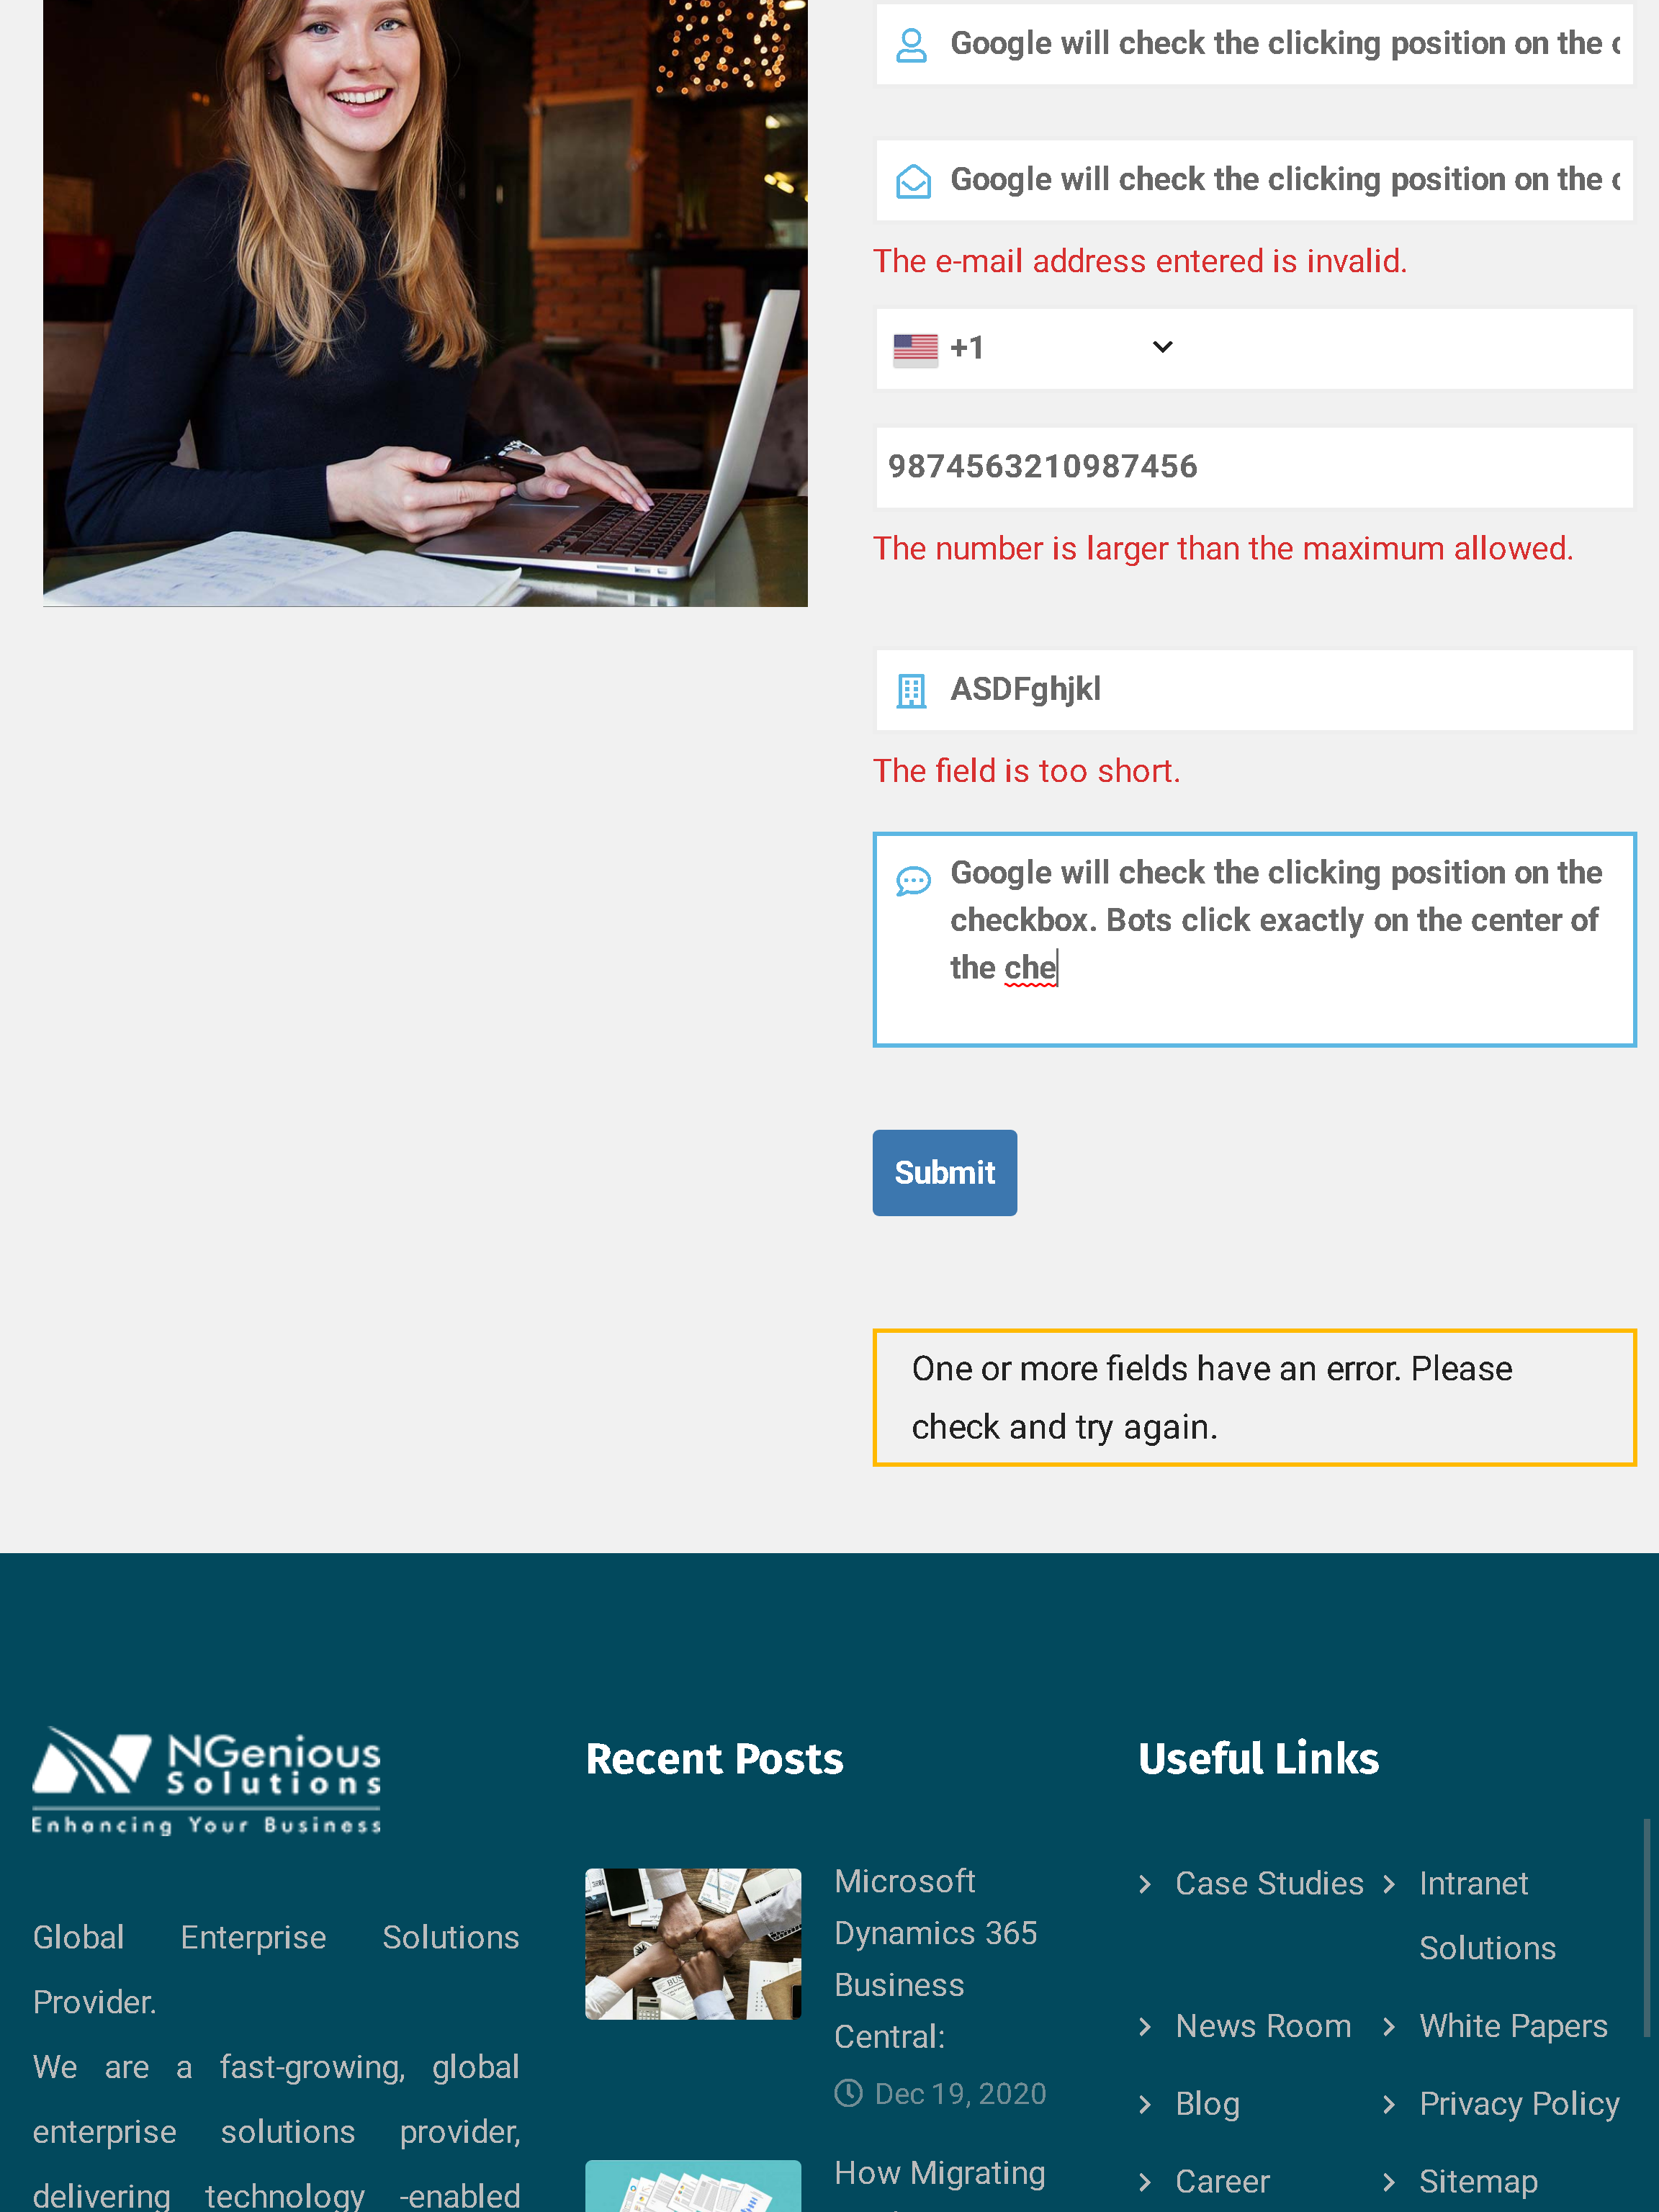 Google will check the clicking position on the
Google will check the clicking position on the
The e-mail address entered is invalid.
+1
9874563210987456
The number is larger than the maximum allowed.
ASDFghjkl
The field is too short.
Google will check the clicking position on the
checkbox. Bots click exactly on the center of
the che
Submit
One or more fields have an error. Please
check and try again.
NGenious
Solutions
Enhancing Your Business
Global Enterprise Solutions
Provider.
We are a fast-growing, global
enterprise solutions provider,
delivering technology -enabled
Recent Posts
Microsoft
Dynamics 365
Business
Central:
Dec 19, 2020
How Migrating
Useful Links
Case Studies
Intranet
Solutions
News Room
White Papers
Blog
Privacy Policy
Career
Sitemap